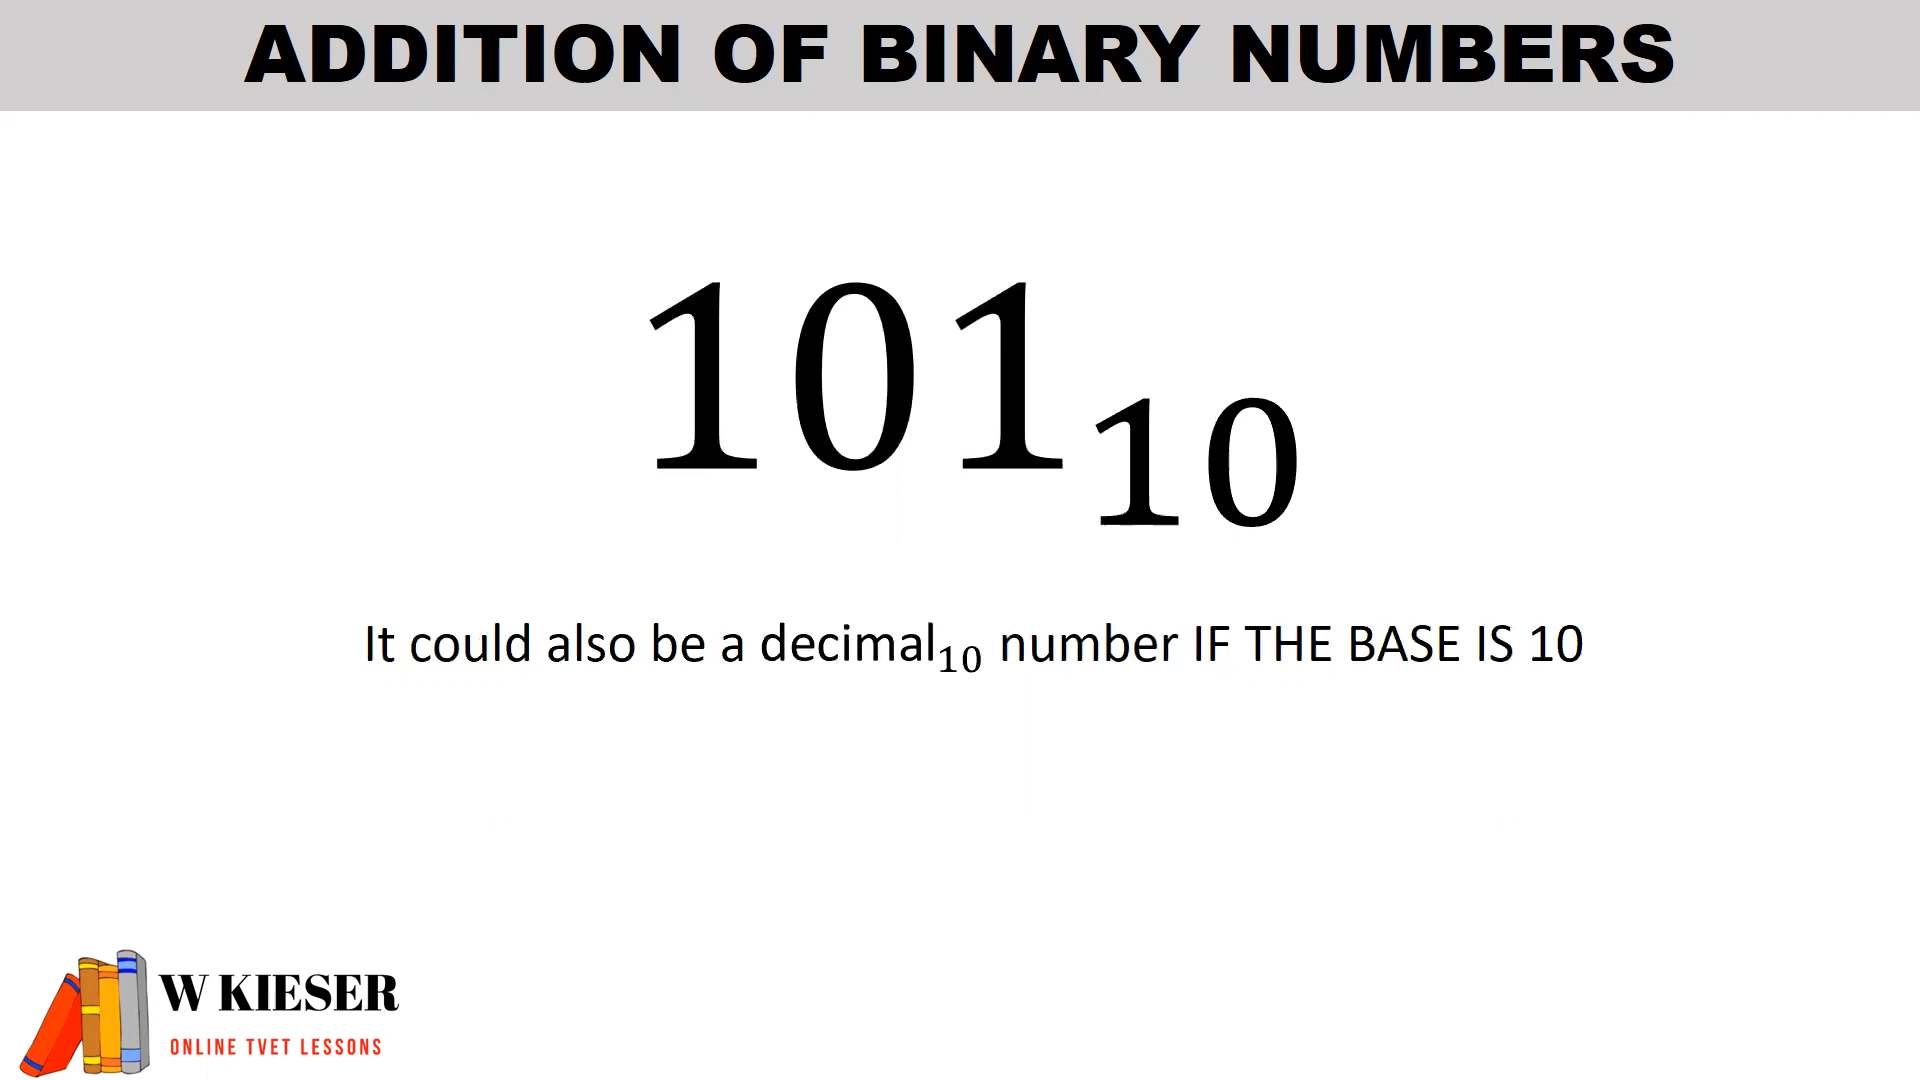 ADDITION OF BINARY NUMBERS
101₁₀
It could also be a decimal₁₀ number IF THE BASE IS 10
W KIESER
ONLINE TVET LESSONS